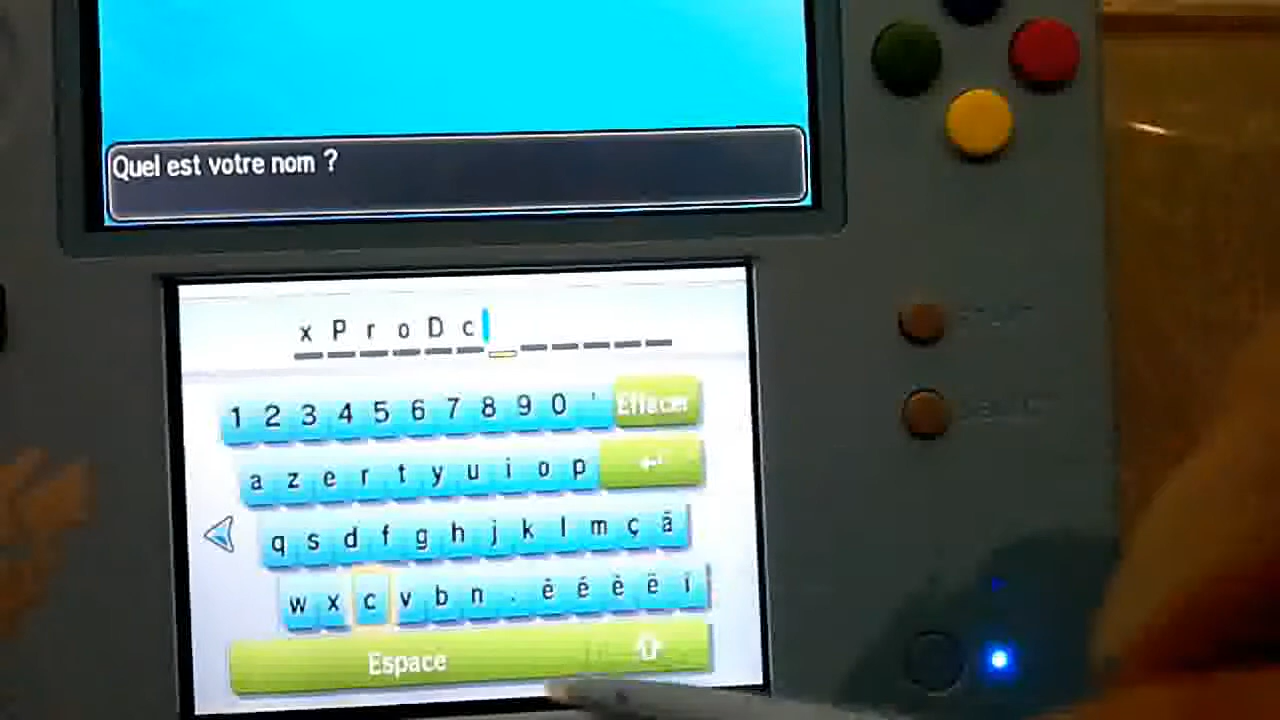 Quel est votre nom ?
x P r o D c
1 2 3 4 5 6 7 8 9 0 ' Effacer
a z e r t y u i o p ↵
q s d f g h j k l m ç
w x c v b n . é è ë
Espace